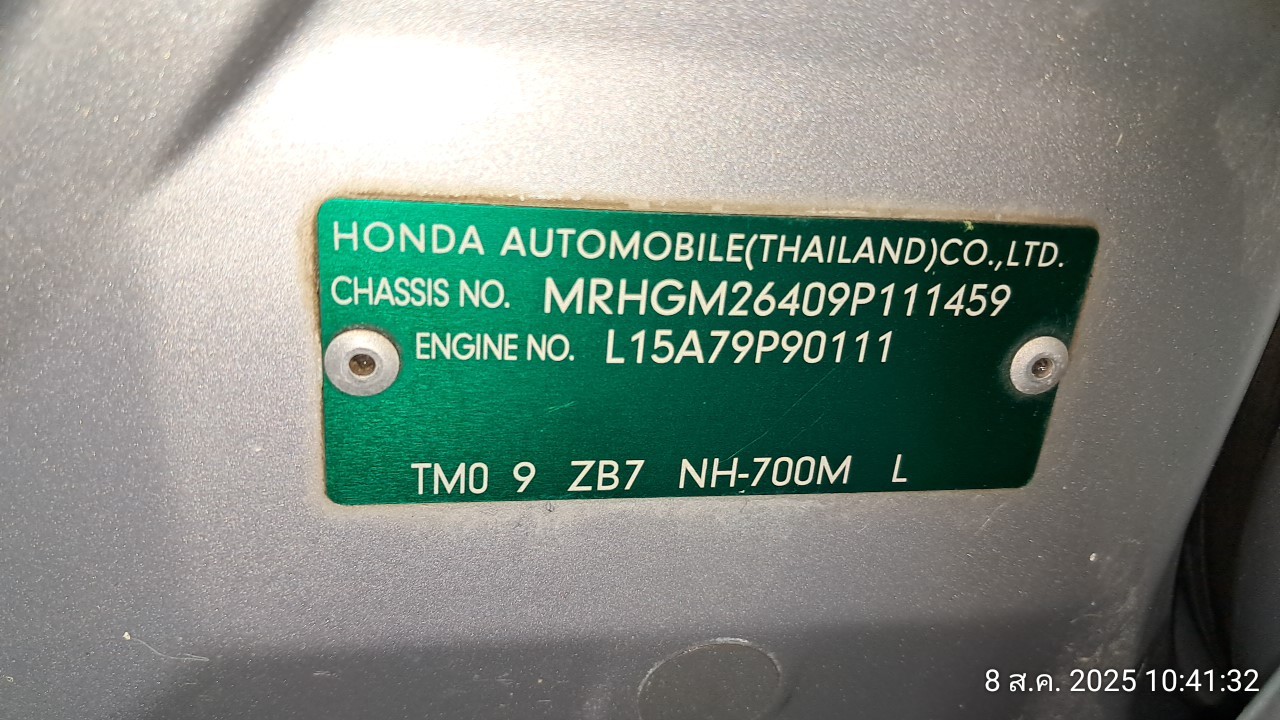 HONDA AUTOMOBILE(THAILAND)CO.,LTD.
CHASSIS NO. MRHGM26409P111459
ENGINE NO. L15A79P90111
TM0 9 ZB7 NH-700M L
8 ส.ค. 2025 10:41:32